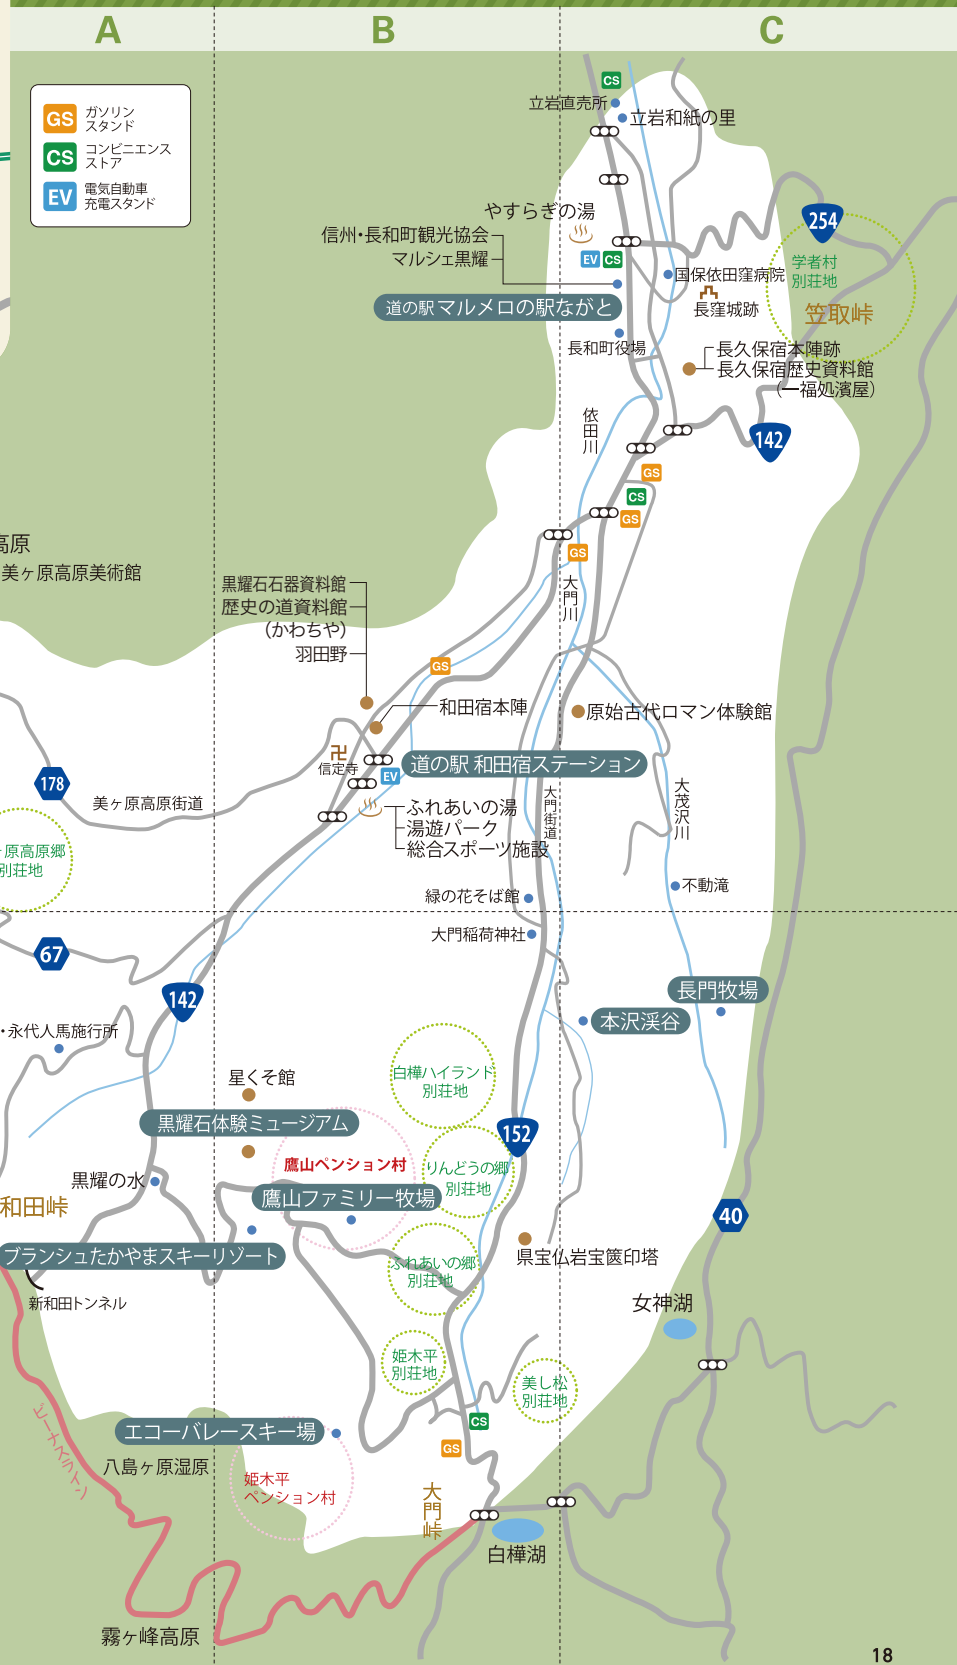 A
B
C
GS
ガソリン
スタンド
CS
コンビニエンス
ストア
EV
電気自動車
充電スタンド
CS
立岩直売所
立岩和紙の里
やすらぎの湯
信州・長和町観光協会
マルシェ黒耀
EV
CS
道の駅 マルメロの駅ながと
254
学者村
別荘地
笠取峠
国保依田窪病院
長窪城跡
長和町役場
長久保宿本陣跡
長久保宿歴史資料館
(一福処濱屋)
依田川
142
GS
CS
GS
GS
大門川
高原
美ヶ原高原美術館
黒耀石石器資料館
歴史の道資料館
(かわちや)
羽田野
GS
和田宿本陣
原始古代ロマン体験館
信定寺
EV
道の駅 和田宿ステーション
178
美ヶ原高原街道
ふれあいの湯
湯遊パーク
総合スポーツ施設
大門街道
大茂沢川
原高原郷
別荘地
緑の花そば館
不動滝
大門稲荷神社
67
142
長門牧場
本沢渓谷
・永代人馬施行所
白樺ハイランド
別荘地
星くそ館
黒耀石体験ミュージアム
152
鷹山ペンション村
りんどうの郷
別荘地
黒耀の水
鷹山ファミリー牧場
和田峠
40
ブランシュたかやまスキーリゾート
県宝仏岩宝篋印塔
ふれあいの郷
別荘地
新和田トンネル
女神湖
姫木平
別荘地
美し松
別荘地
ビーナスライン
CS
エコーバレースキー場
GS
八島ヶ原湿原
姫木平
ペンション村
大門峠
白樺湖
霧ヶ峰高原
18